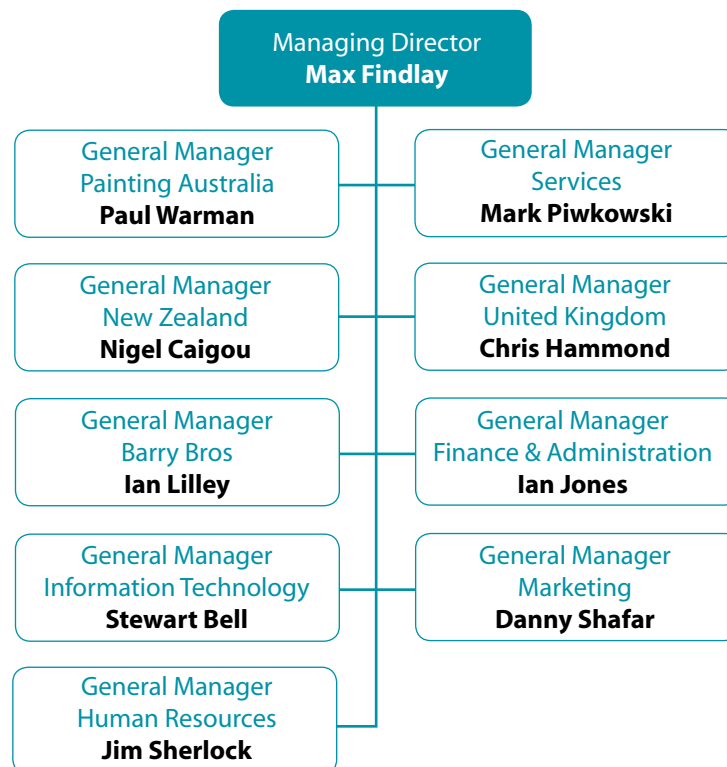 Managing Director
Max Findlay
General Manager
Painting Australia
Paul Warman
General Manager
Services
Mark Piwkowski
General Manager
New Zealand
Nigel Caigou
General Manager
United Kingdom
Chris Hammond
General Manager
Barry Bros
Ian Lilley
General Manager
Finance & Administration
Ian Jones
General Manager
Information Technology
Stewart Bell
General Manager
Marketing
Danny Shafar
General Manager
Human Resources
Jim Sherlock